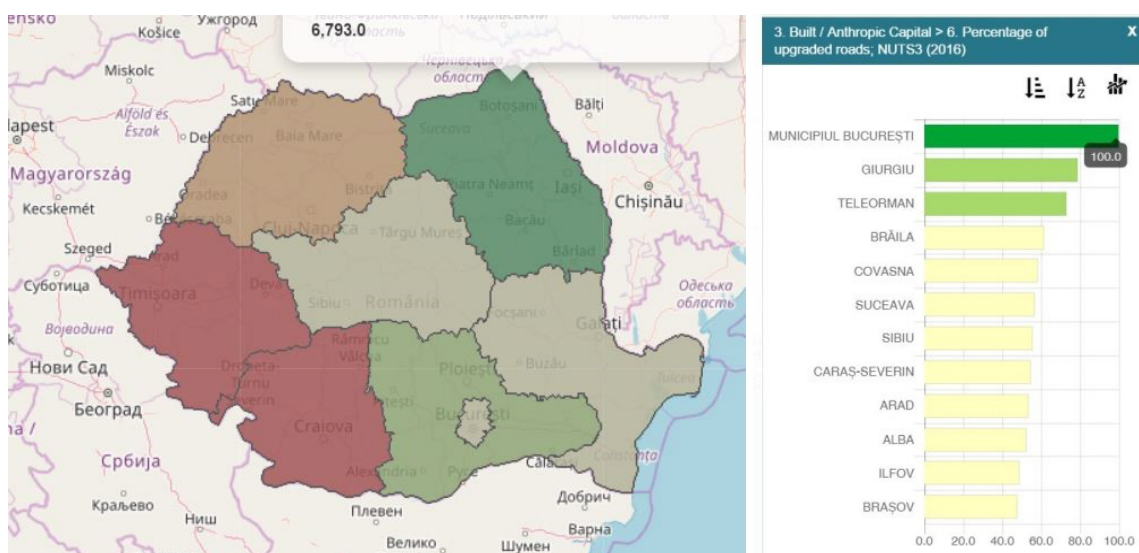 Ужгород
Košice
6,793.0
Miskolc
Alföld és
Észak
Satu Mare
Baia Mare
Botoșani
Suceava
Bălți
Moldova
Chișinău
Magyarország
Kecskemét
Bistrița
Piatra Neamț
Iași
Cluj-Napoca
Târgu Mureș
Bacău
Bârlad
Szeged
Суботица
Timișoara
Deva
Sibiu
România
Focșani
Galați
Одеська
область
Војводина
Нови Сад
Београд
Drobeta-
Turnu
Severin
Râmnicu
Vâlcea
Ploiești
Buzău
Tulcea
București
Craiova
Србија
Alexandria
Русе
Constanța
Добрич
Краљево
Ниш
Плевен
Варна
Велико
Шумен
3. Built / Anthropic Capital > 6. Percentage of
upgraded roads; NUTS3 (2016)
X
A
Z
MUNICIPIUL BUCUREȘTI
100.0
GIURGIU
TELEORMAN
BRĂILA
COVASNA
SUCEAVA
SIBIU
CARAȘ-SEVERIN
ARAD
ALBA
ILFOV
BRAȘOV
0.0 20.0 40.0 60.0 80.0 100.0